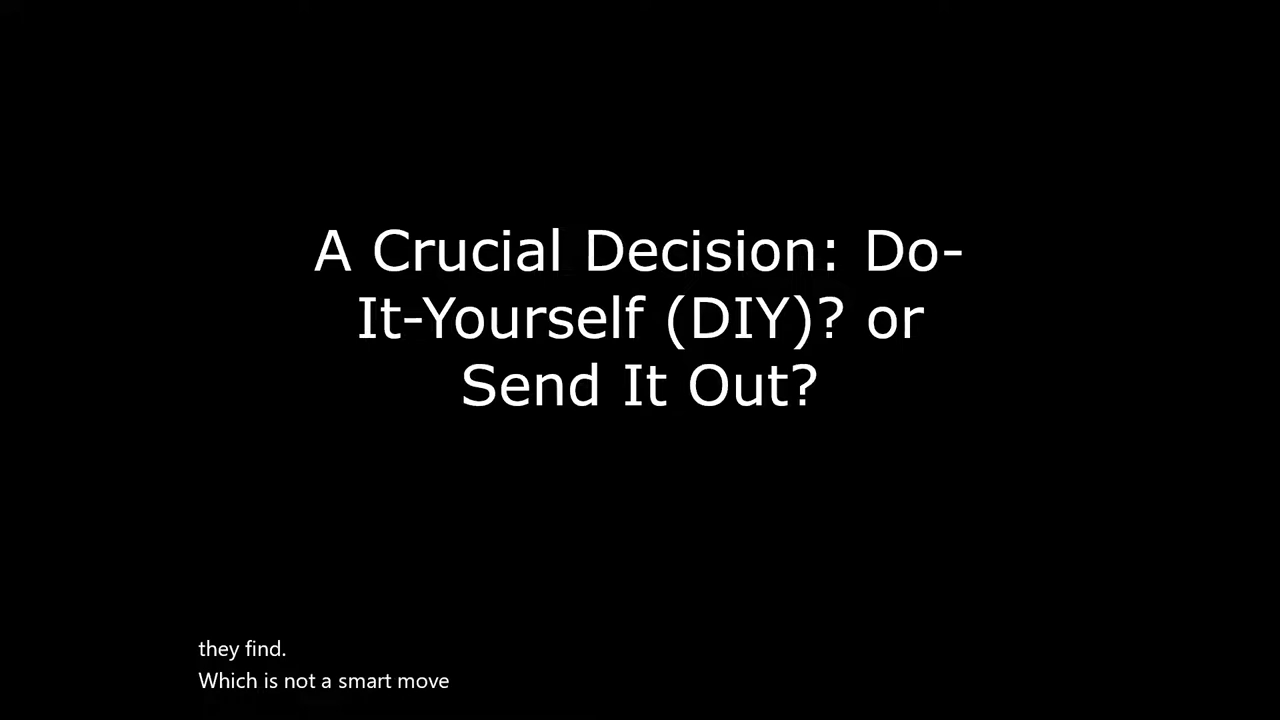 A Crucial Decision: Do-
It-Yourself (DIY)? or
Send It Out?
they find.
Which is not a smart move